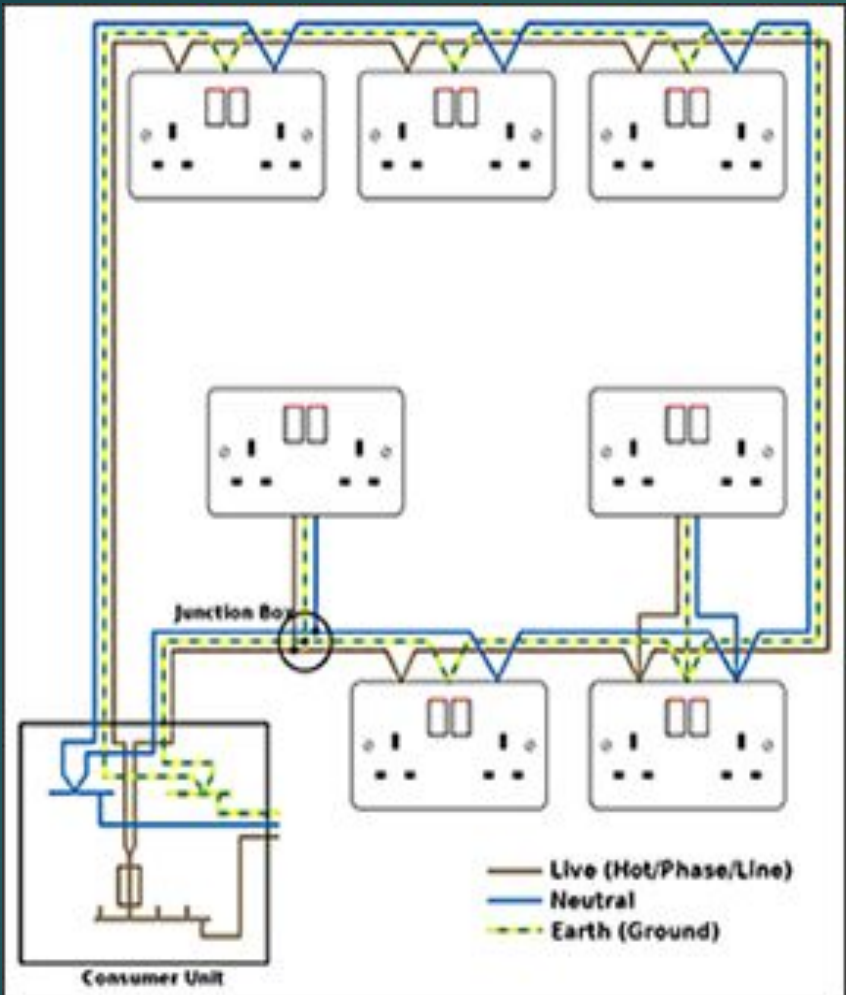 Junction Box
Live (Hot/Phase/Line)
Neutral
Earth (Ground)
Consumer Unit